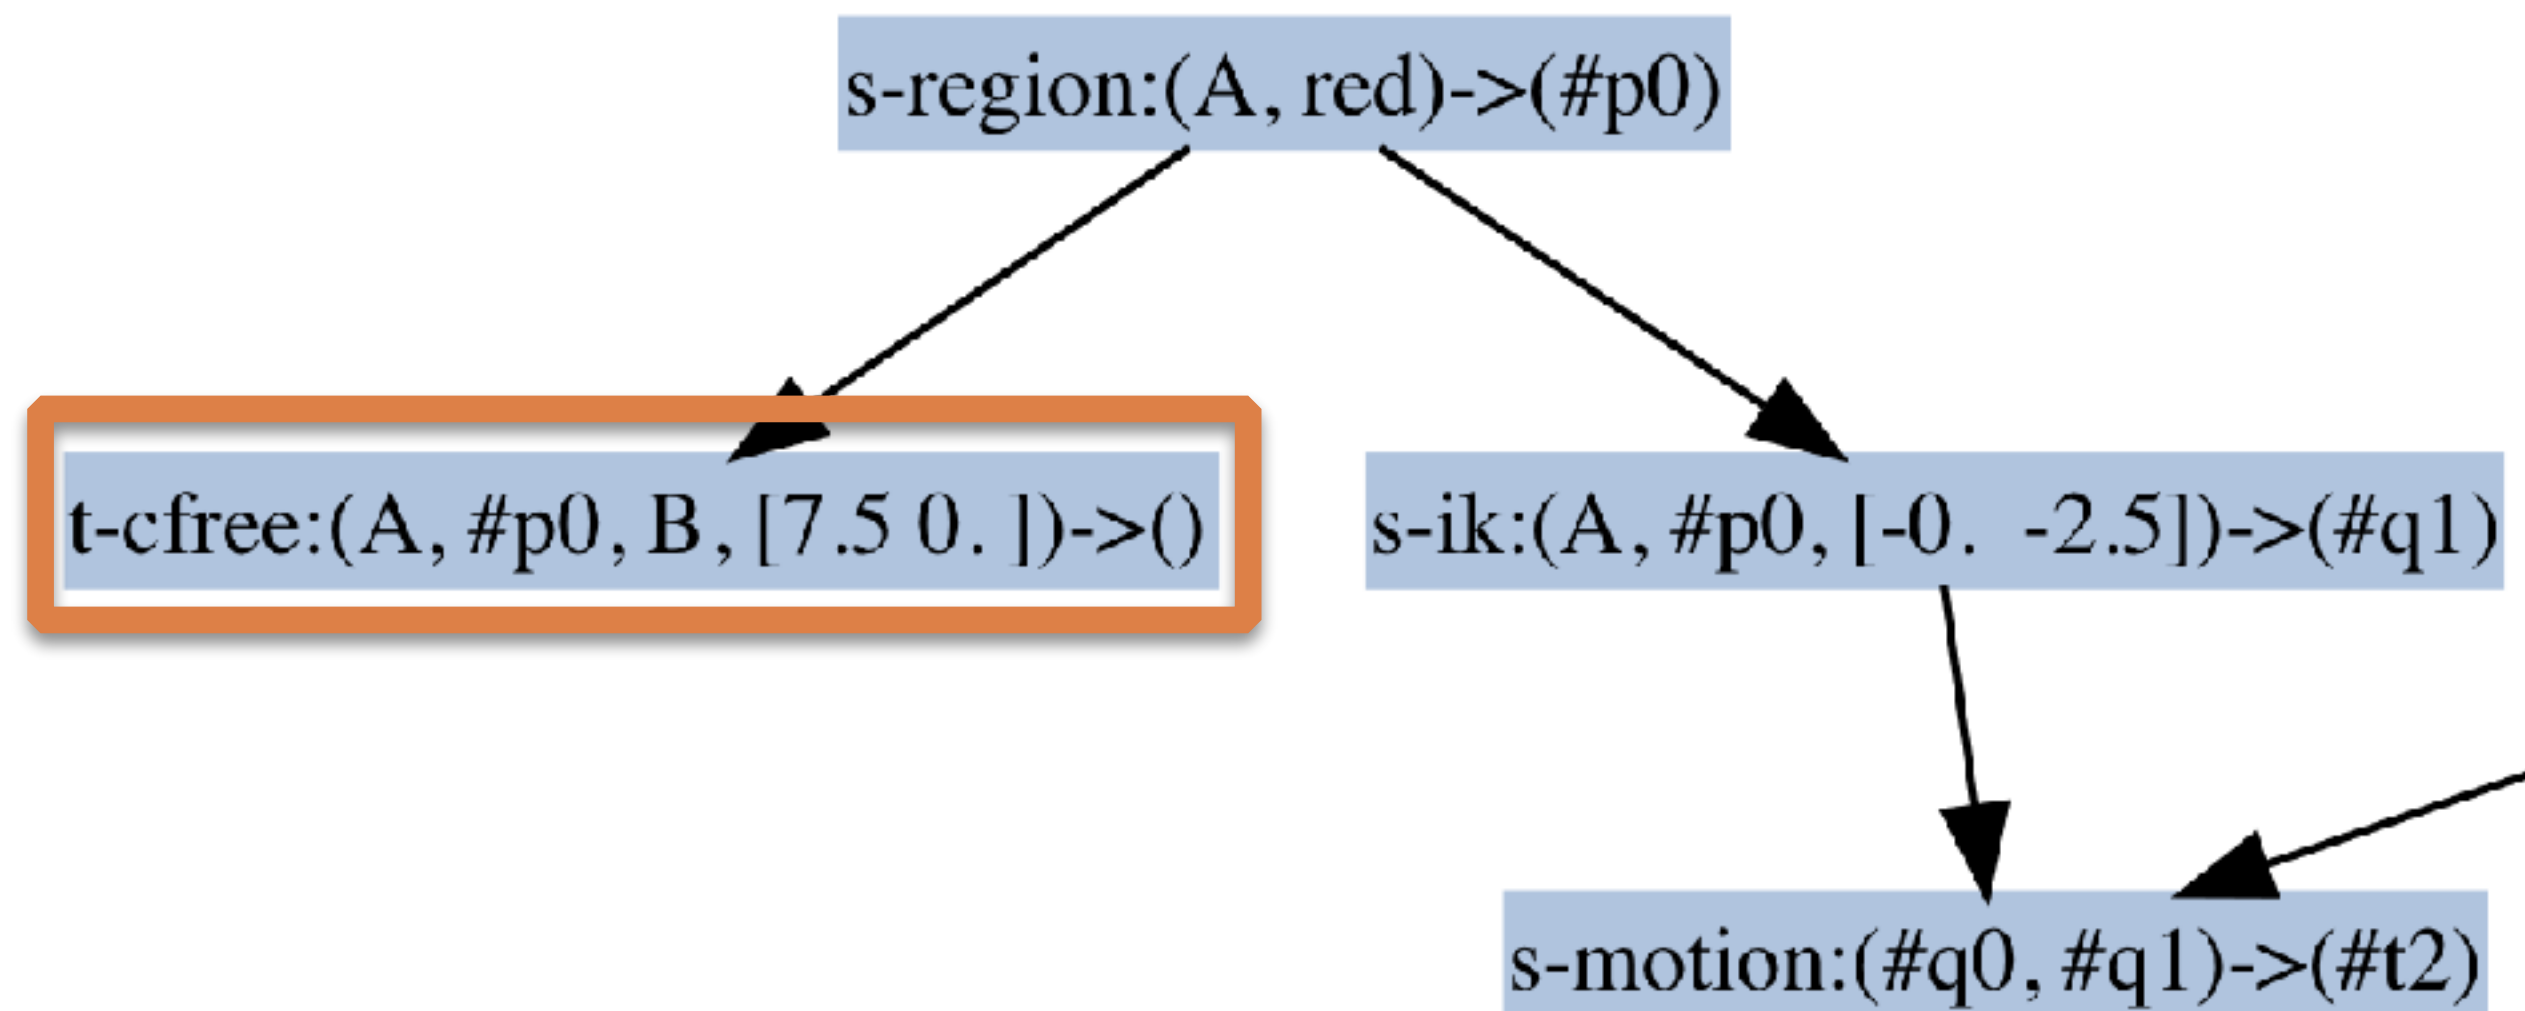 s-region:(A, red)->(#p0)
t-cfree:(A, #p0, B, [7.5 0. ])->()
s-ik:(A, #p0, [-0.  -2.5])->(#q1)
s-motion:(#q0, #q1)->(#t2)